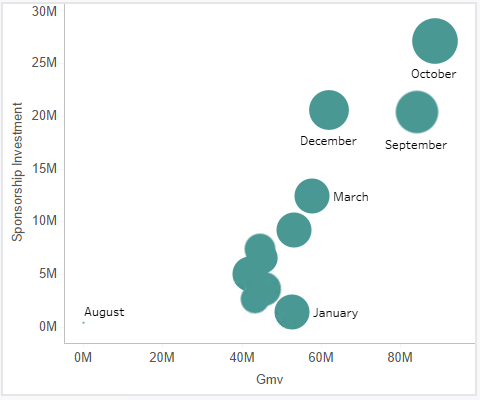 30M
25M
20M
15M
10M
5M
0M
Sponsorship Investment
October
December
September
March
August
January
0M
20M
40M
60M
80M
Gmv